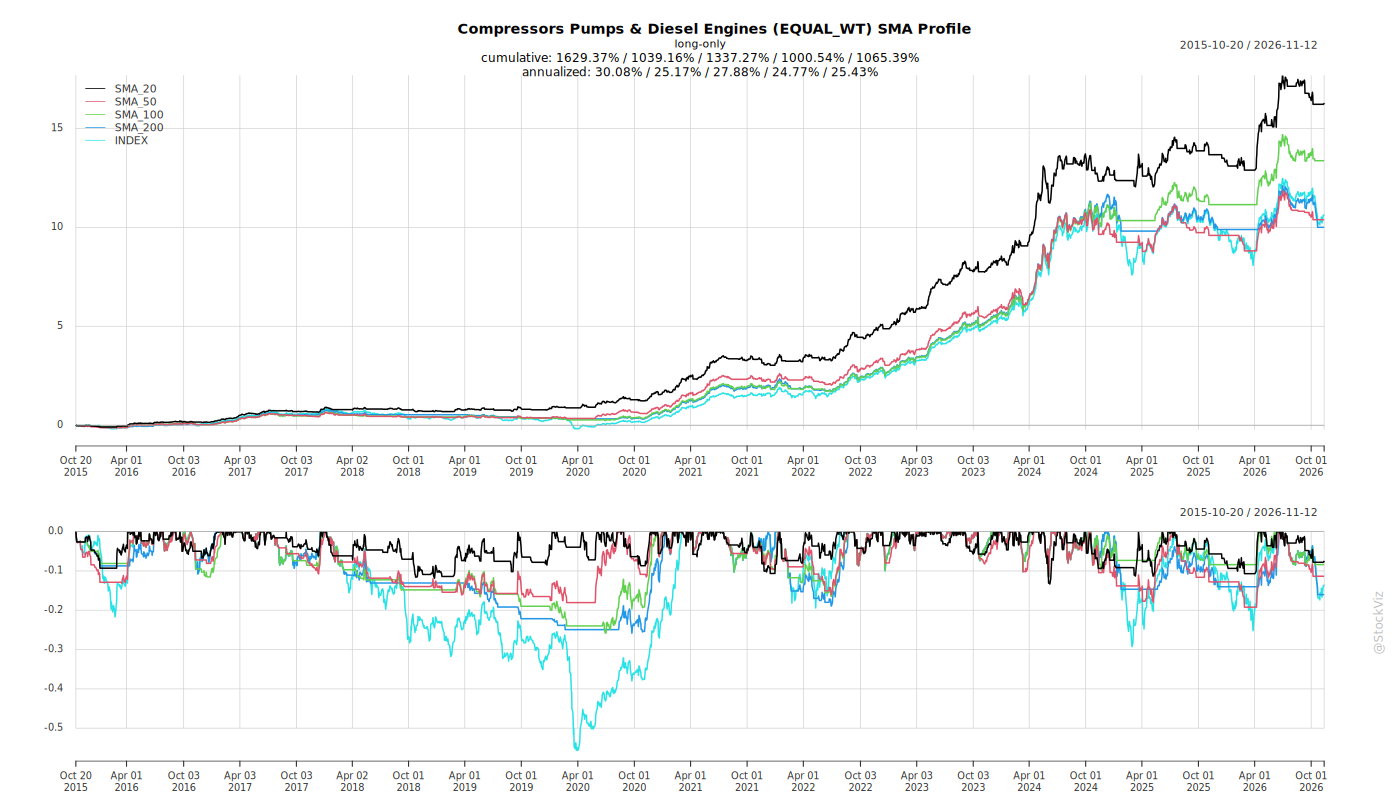 Compressors Pumps & Diesel Engines (EQUAL_WT) SMA Profile
long-only
cumulative: 1629.37% / 1039.16% / 1337.27% / 1000.54% / 1065.39%
annualized: 30.08% / 25.17% / 27.88% / 24.77% / 25.43%
2015-10-20 / 2026-11-12
SMA_20
SMA_50
SMA_100
SMA_200
INDEX
15
10
5
0
Oct 20 Apr 01 Oct 03 Apr 03 Oct 03 Apr 02 Oct 01 Apr 01 Oct 01 Apr 01 Oct 01 Apr 01 Oct 01 Apr 01 Oct 03 Apr 03 Oct 03 Apr 01 Oct 01 Apr 01 Oct 01 Apr 01 Oct 01
2015 2016 2016 2017 2017 2018 2018 2019 2019 2020 2020 2021 2021 2022 2022 2023 2023 2024 2024 2025 2025 2026 2026
2015-10-20 / 2026-11-12
0.0
-0.1
-0.2
-0.3
-0.4
-0.5
Oct 20 Apr 01 Oct 03 Apr 03 Oct 03 Apr 02 Oct 01 Apr 01 Oct 01 Apr 01 Oct 01 Apr 01 Oct 01 Apr 01 Oct 03 Apr 03 Oct 03 Apr 01 Oct 01 Apr 01 Oct 01 Apr 01 Oct 01
2015 2016 2016 2017 2017 2018 2018 2019 2019 2020 2020 2021 2021 2022 2022 2023 2023 2024 2024 2025 2025 2026 2026
@StockViz